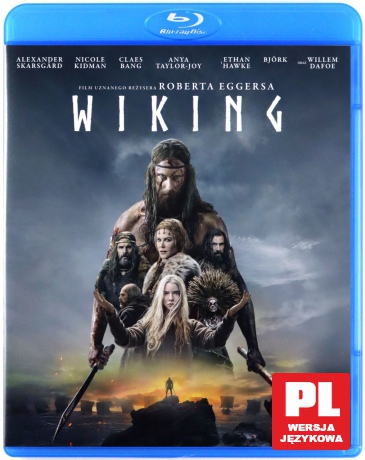 Blu-ray Disc
ALEXANDER SKARSGÅRD
NICOLE KIDMAN
CLAES BANG
ANYA TAYLOR-JOY
ETHAN HAWKE
BJÖRK
ORAZ WILLEM DAFOE
FILM UZNANEGO REŻYSERA ROBERTA EGGERSA
WIKING
PL
WERSJA
JĘZYKOWA